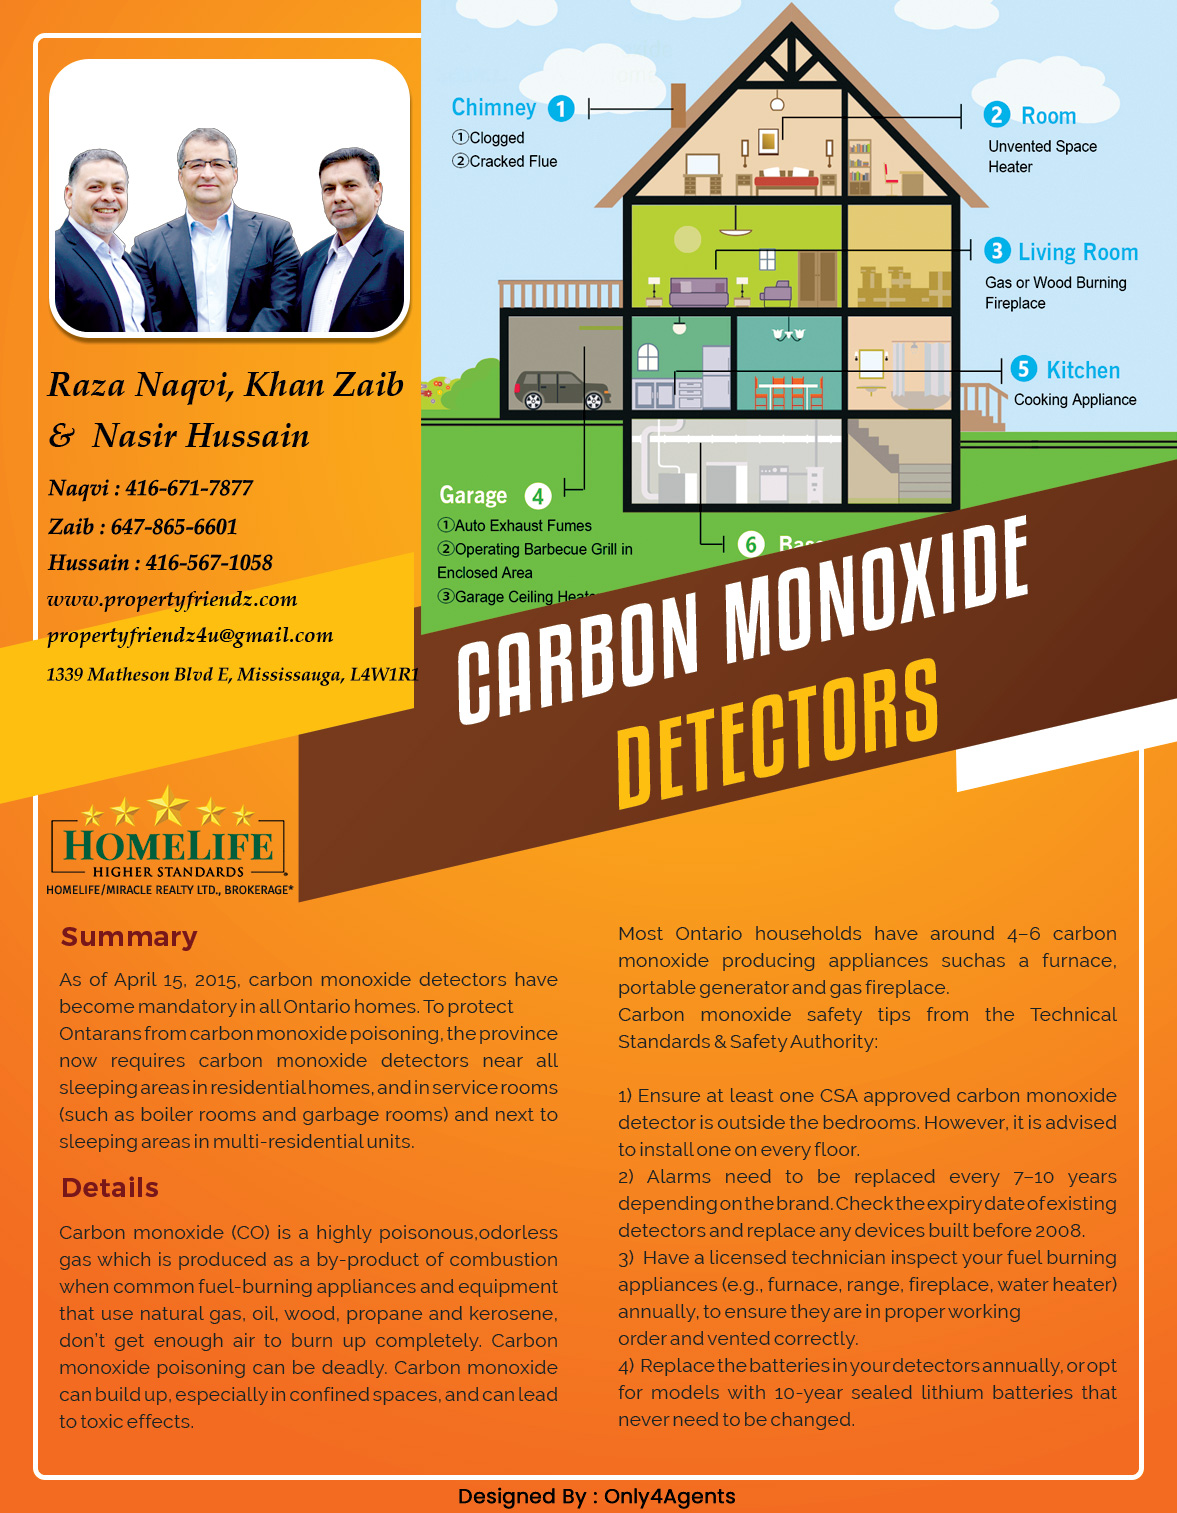 Chimney 1
①Clogged
②Cracked Flue
2 Room
Unvented Space
Heater
3 Living Room
Gas or Wood Burning
Fireplace
5 Kitchen
Cooking Appliance
Garage 4
①Auto Exhaust Fumes
②Operating Barbecue Grill in
Enclosed Area
③Garage Ceiling Heater
6
Raza Naqvi, Khan Zaib
& Nasir Hussain
Naqvi : 416-671-7877
Zaib : 647-865-6601
Hussain : 416-567-1058
www.propertyfriendz.com
propertyfriendz4u@gmail.com
1339 Matheson Blvd E, Mississauga, L4W1R1
CARBON MONOXIDE
DETECTORS
HOMELIFE
HIGHER STANDARDS
HOMELIFE/MIRACLE REALTY LTD., BROKERAGE*
Summary
As of April 15, 2015, carbon monoxide detectors have
become mandatory in all Ontario homes. To protect
Ontarans from carbon monoxide poisoning, the province
now requires carbon monoxide detectors near all
sleeping areas in residential homes, and in service rooms
(such as boiler rooms and garbage rooms) and next to
sleeping areas in multi-residential units.
Details
Carbon monoxide (CO) is a highly poisonous,odorless
gas which is produced as a by-product of combustion
when common fuel-burning appliances and equipment
that use natural gas, oil, wood, propane and kerosene,
don't get enough air to burn up completely. Carbon
monoxide poisoning can be deadly. Carbon monoxide
can build up, especially in confined spaces, and can lead
to toxic effects.
Most Ontario households have around 4–6 carbon
monoxide producing appliances suchas a furnace,
portable generator and gas fireplace.
Carbon monoxide safety tips from the Technical
Standards & Safety Authority:
1) Ensure at least one CSA approved carbon monoxide
detector is outside the bedrooms. However, it is advised
to install one on every floor.
2) Alarms need to be replaced every 7–10 years
depending on the brand. Check the expiry date of existing
detectors and replace any devices built before 2008.
3) Have a licensed technician inspect your fuel burning
appliances (e.g., furnace, range, fireplace, water heater)
annually, to ensure they are in proper working
order and vented correctly.
4) Replace the batteries in your detectors annually, or opt
for models with 10-year sealed lithium batteries that
never need to be changed.
Designed By : Only4Agents